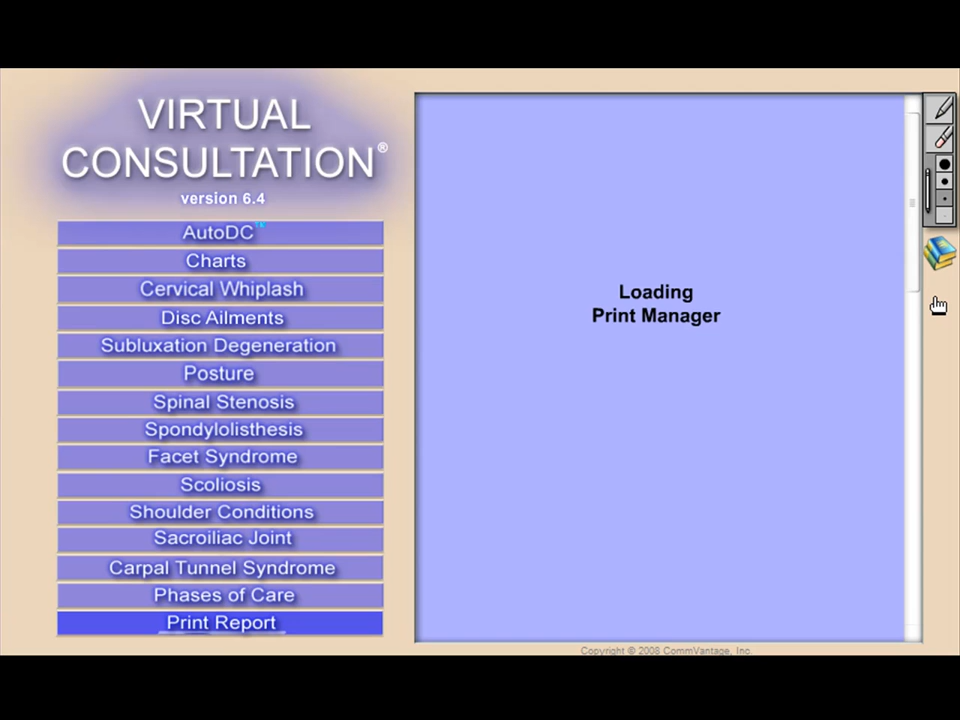 VIRTUAL
CONSULTATION®
version 6.4
AutoDC™
Charts
Cervical Whiplash
Disc Ailments
Subluxation Degeneration
Posture
Spinal Stenosis
Spondylolisthesis
Facet Syndrome
Scoliosis
Shoulder Conditions
Sacroiliac Joint
Carpal Tunnel Syndrome
Phases of Care
Print Report
Loading
Print Manager
Copyright © 2008 CommVantage, Inc.